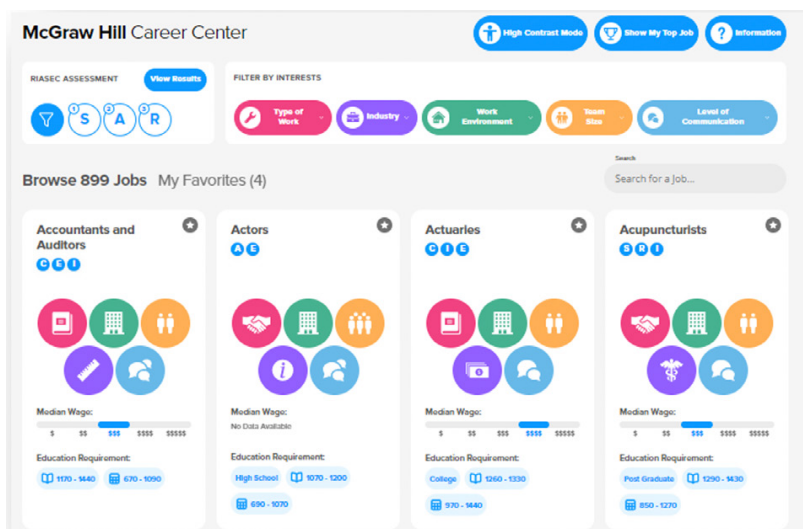 McGraw Hill Career Center
High Contrast Mode
Show My Top Job
Information
RIASEC ASSESSMENT
View Results
1 S
2 A
3 R
FILTER BY INTERESTS
Type of
Work
Industry
Work
Environment
Team
Size
Level of
Communication
Browse 899 Jobs My Favorites (4)
Search
Search for a Job...
Accountants and
Auditors
C E I
Median Wage:
$ $$ $$$ $$$$ $$$$$
Education Requirement:
1170 - 1440 670 - 1090
Actors
A E
Median Wage:
No Data Available
Education Requirement:
High School 1070 - 1200
690 - 1070
Actuaries
C I E
Median Wage:
$ $$ $$$ $$$$ $$$$$
Education Requirement:
College 1260 - 1330
970 - 1440
Acupuncturists
S R I
Median Wage:
$ $$ $$$ $$$$ $$$$$
Education Requirement:
Post Graduate 1290 - 1430
850 - 1270